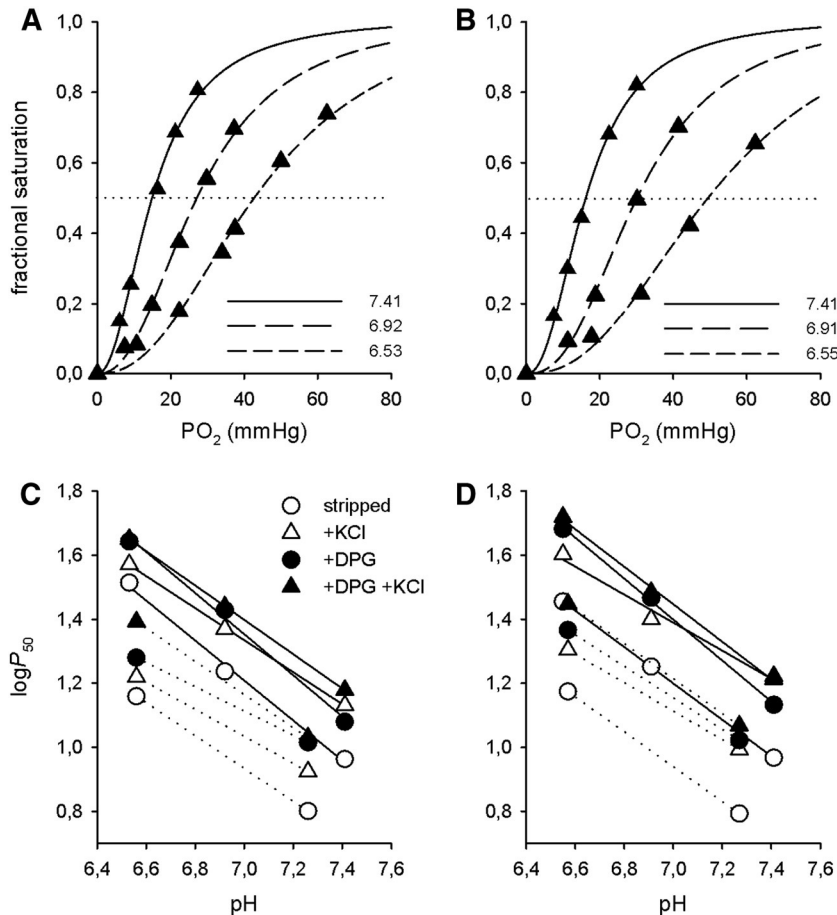 A
1,0
0,8
0,6
0,4
0,2
0,0
fractional saturation
7.41
6.92
6.53
0 20 40 60 80
PO2 (mmHg)
B
1,0
0,8
0,6
0,4
0,2
0,0
7.41
6.91
6.55
0 20 40 60 80
PO2 (mmHg)
C
1,8
1,6
1,4
1,2
1,0
0,8
logP50
stripped
+KCl
+DPG
+DPG +KCl
6,4 6,6 6,8 7,0 7,2 7,4 7,6
pH
D
1,8
1,6
1,4
1,2
1,0
0,8
6,4 6,6 6,8 7,0 7,2 7,4 7,6
pH